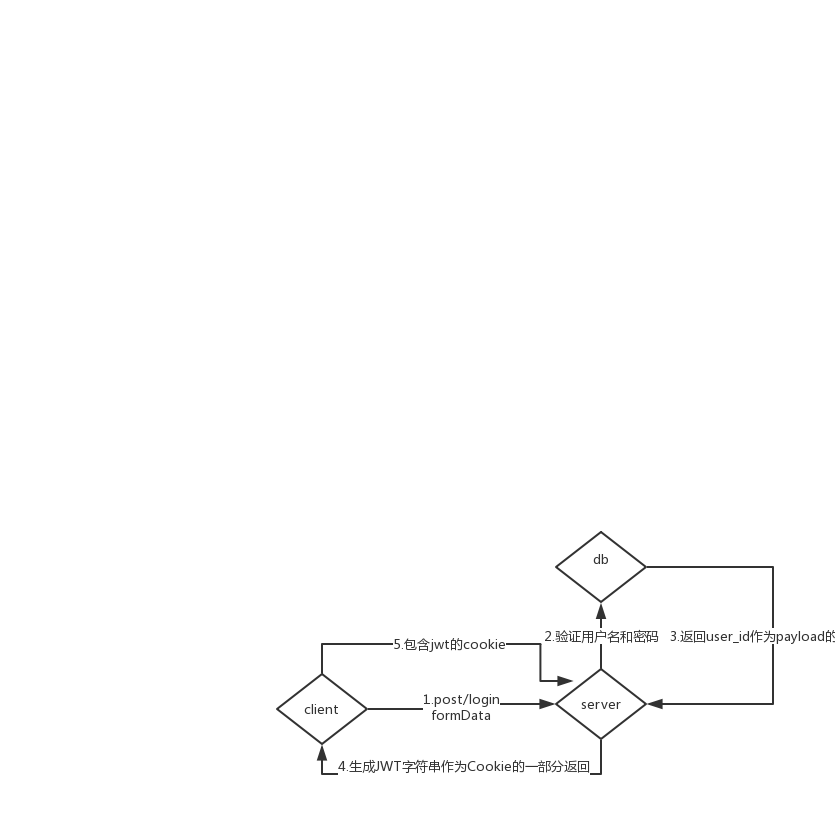 db
2.验证用户名和密码
3.返回user_id作为payload的
5.包含jwt的cookie
client
1.post/login
formData
server
4.生成JWT字符串作为Cookie的一部分返回